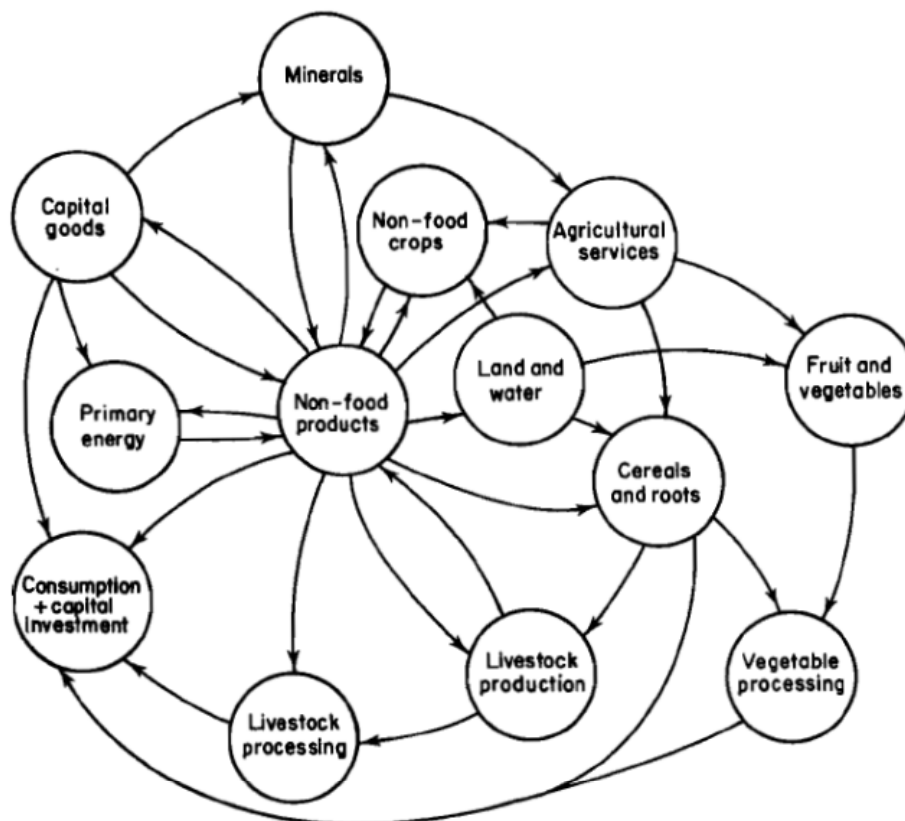 Minerals
Capital
goods
Non-food
crops
Agricultural
services
Land and
water
Fruit and
vegetables
Primary
energy
Non-food
products
Cereals
and roots
Consumption
+ capital
investment
Livestock
processing
Livestock
production
Vegetable
processing